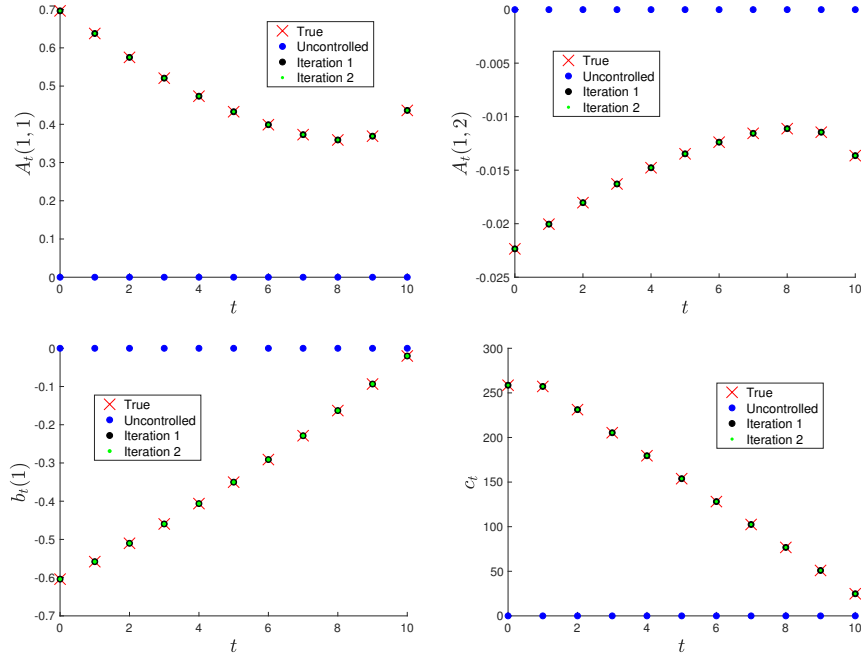 0.7
0.6
0.5
0.4
0.3
0.2
0.1
0
0
2
4
6
8
10
A_t(1,1)
t
True
Uncontrolled
Iteration 1
Iteration 2
0
-0.005
-0.01
-0.015
-0.02
-0.025
0
2
4
6
8
10
A_t(1,2)
t
True
Uncontrolled
Iteration 1
Iteration 2
0
-0.1
-0.2
-0.3
-0.4
-0.5
-0.6
-0.7
0
2
4
6
8
10
b_t(1)
t
True
Uncontrolled
Iteration 1
Iteration 2
300
250
200
150
100
50
0
0
2
4
6
8
10
c_t
t
True
Uncontrolled
Iteration 1
Iteration 2